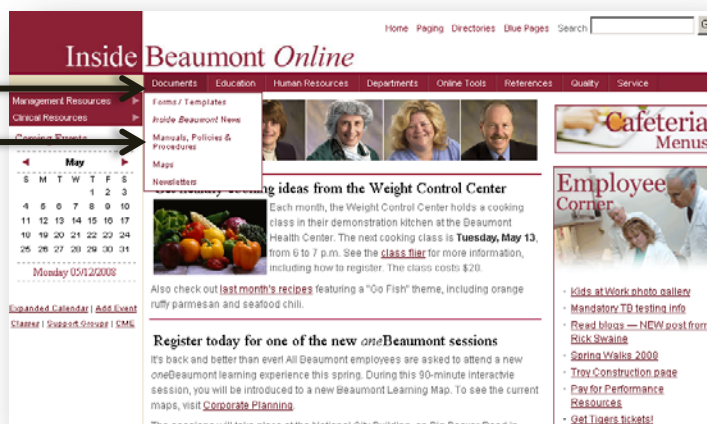 Home Paging Directories Blue Pages Search
Inside Beaumont Online
Documents Education Human Resources Departments Online Tools References Quality Service
Management Resources
Clinical Resources
Forms / Templates
Inside Beaumont News
Manuals, Policies &
Procedures
Maps
Newsletters
Coming Events
May
S M T W T F S
1 2 3
4 5 6 7 8 9 10
11 12 13 14 15 16 17
18 19 20 21 22 23 24
25 26 27 28 29 30 31
Monday 05/12/2008
Expanded Calendar | Add Event
Classes | Support Groups | CME
ideas from the Weight Control Center
Each month, the Weight Control Center holds a cooking
class in their demonstration kitchen at the Beaumont
Health Center. The next cooking class is Tuesday, May 13,
from 6 to 7 p.m. See the class flier for more information,
including how to register. The class costs $20.
Also check out last month's recipes featuring a "Go Fish" theme, including orange
ruffy parmesan and seafood chili.
Register today for one of the new oneBeaumont sessions
It's back and better than ever! All Beaumont employees are asked to attend a new
oneBeaumont learning experience this spring. During this 90-minute interactive
session, you will be introduced to a new Beaumont Learning Map. To see the current
maps, visit Corporate Planning.
Cafeteria
Menus
Employee
Corner
Kids at Work photo gallery
Mandatory TB testing info
Read blogs — NEW post from
Rick Swaine
Spring Walks 2008
Troy Construction page
Pay for Performance
Resources
Get Tigers tickets!